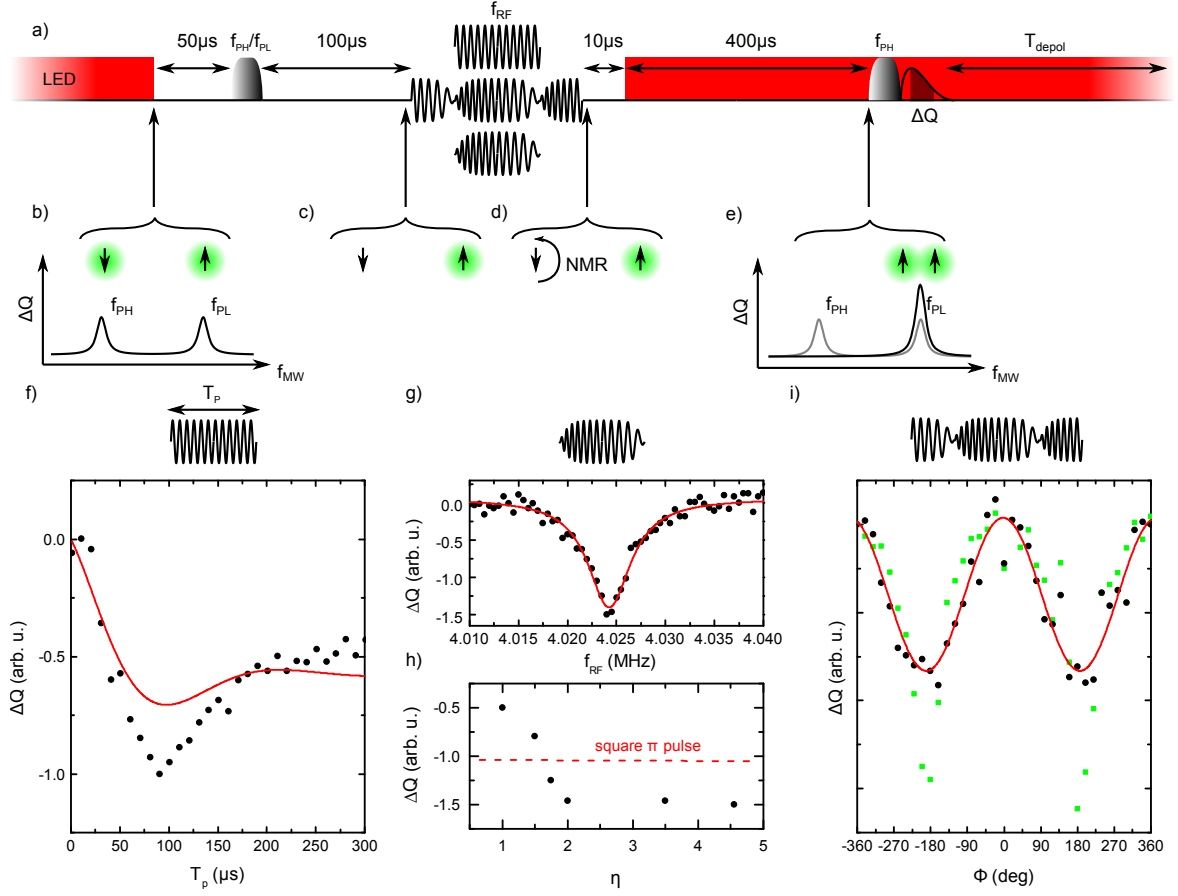 a)
f_RF
50µs
f_PH/f_PL
100µs
10µs
400µs
f_PH
T_depol
LED
ΔQ
b)
c)
d)
e)
NMR
ΔQ
f_PH
f_PL
f_MW
ΔQ
f_PH
f_PL
f_MW
f)
T_P
g)
i)
ΔQ (arb. u.)
0.0
-0.5
-1.0
0
50
100
150
200
250
300
T_p (µs)
ΔQ (arb. u.)
0.0
-0.5
-1.0
-1.5
4.010
4.015
4.020
4.025
4.030
4.035
4.040
f_RF (MHz)
h)
ΔQ (arb. u.)
-0.5
-1.0
-1.5
square π pulse
1
2
3
4
5
η
ΔQ (arb. u.)
-360
-270
-180
-90
0
90
180
270
360
Φ (deg)